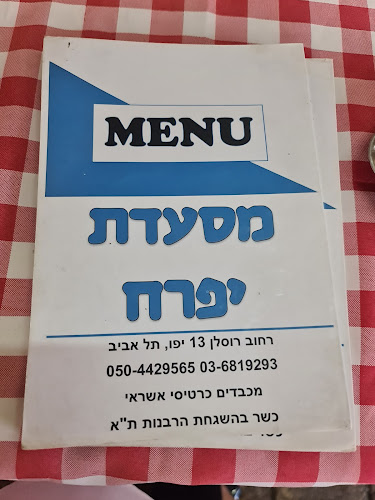 MENU
מסעדת
יפרח
רחוב רוסלן 13 יפו, תל אביב
050-4429565 03-6819293
מכבדים כרטיסי אשראי
כשר בהשגחת הרבנות ת"א